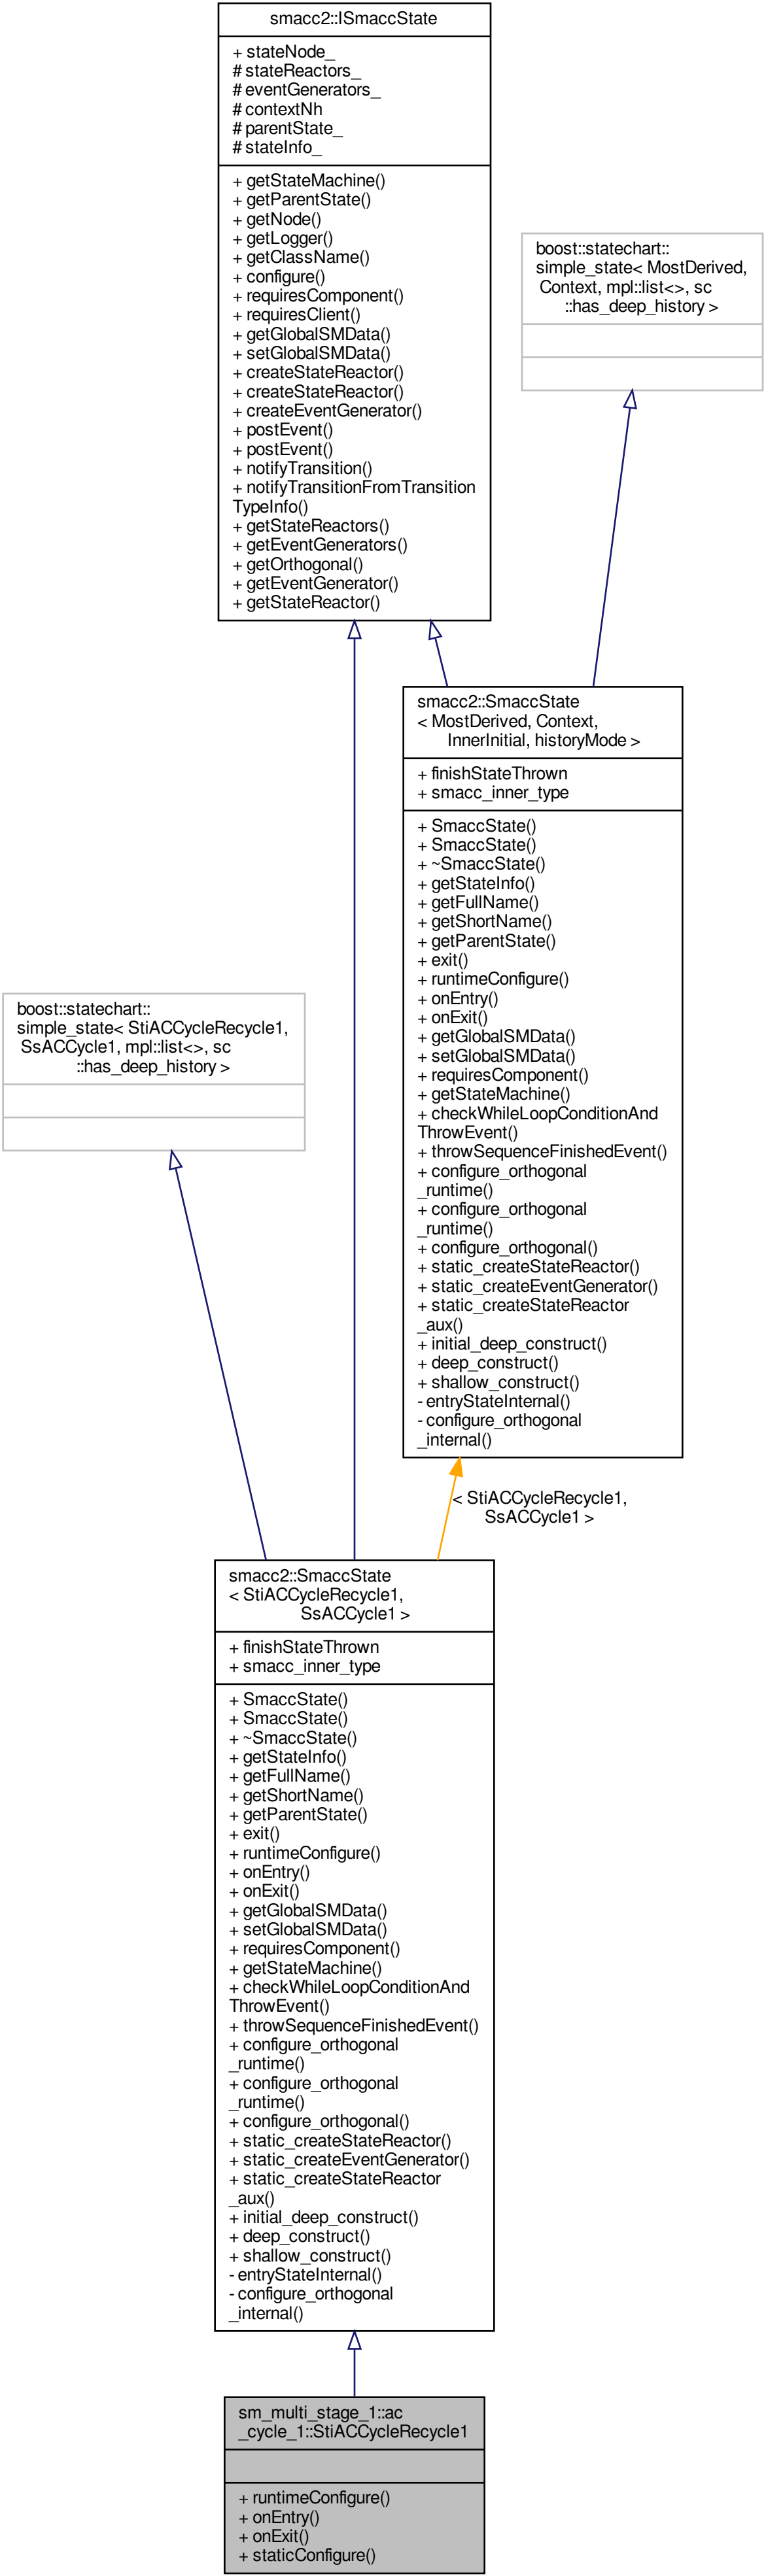 smacc2::ISmaccState
+ stateNode_
# stateReactors_
# eventGenerators_
# contextNh
# parentState_
# stateInfo_
+ getStateMachine()
+ getParentState()
+ getNode()
+ getLogger()
+ getClassName()
+ configure()
+ requiresComponent()
+ requiresClient()
+ getGlobalSMData()
+ setGlobalSMData()
+ createStateReactor()
+ createStateReactor()
+ createEventGenerator()
+ postEvent()
+ postEvent()
+ notifyTransition()
+ notifyTransitionFromTransition
TypeInfo()
+ getStateReactors()
+ getEventGenerators()
+ getOrthogonal()
+ getEventGenerator()
+ getStateReactor()
boost::statechart::
simple_state< MostDerived,
Context, mpl::list<>, sc
::has_deep_history >
smacc2::SmaccState
< MostDerived, Context,
InnerInitial, historyMode >
+ finishStateThrown
+ smacc_inner_type
+ SmaccState()
+ SmaccState()
+ ~SmaccState()
+ getStateInfo()
+ getFullName()
+ getShortName()
+ getParentState()
+ exit()
+ runtimeConfigure()
+ onEntry()
+ onExit()
+ getGlobalSMData()
+ setGlobalSMData()
+ requiresComponent()
+ getStateMachine()
+ checkWhileLoopConditionAnd
ThrowEvent()
+ throwSequenceFinishedEvent()
+ configure_orthogonal
_runtime()
+ configure_orthogonal
_runtime()
+ configure_orthogonal()
+ static_createStateReactor()
+ static_createEventGenerator()
+ static_createStateReactor
_aux()
+ initial_deep_construct()
+ deep_construct()
+ shallow_construct()
- entryStateInternal()
- configure_orthogonal
_internal()
boost::statechart::
simple_state< StiACCycleRecycle1,
SsACCycle1, mpl::list<>, sc
::has_deep_history >
< StiACCycleRecycle1,
SsACCycle1 >
smacc2::SmaccState
< StiACCycleRecycle1,
SsACCycle1 >
+ finishStateThrown
+ smacc_inner_type
+ SmaccState()
+ SmaccState()
+ ~SmaccState()
+ getStateInfo()
+ getFullName()
+ getShortName()
+ getParentState()
+ exit()
+ runtimeConfigure()
+ onEntry()
+ onExit()
+ getGlobalSMData()
+ setGlobalSMData()
+ requiresComponent()
+ getStateMachine()
+ checkWhileLoopConditionAnd
ThrowEvent()
+ throwSequenceFinishedEvent()
+ configure_orthogonal
_runtime()
+ configure_orthogonal
_runtime()
+ configure_orthogonal()
+ static_createStateReactor()
+ static_createEventGenerator()
+ static_createStateReactor
_aux()
+ initial_deep_construct()
+ deep_construct()
+ shallow_construct()
- entryStateInternal()
- configure_orthogonal
_internal()
sm_multi_stage_1::ac
_cycle_1::StiACCycleRecycle1
+ runtimeConfigure()
+ onEntry()
+ onExit()
+ staticConfigure()